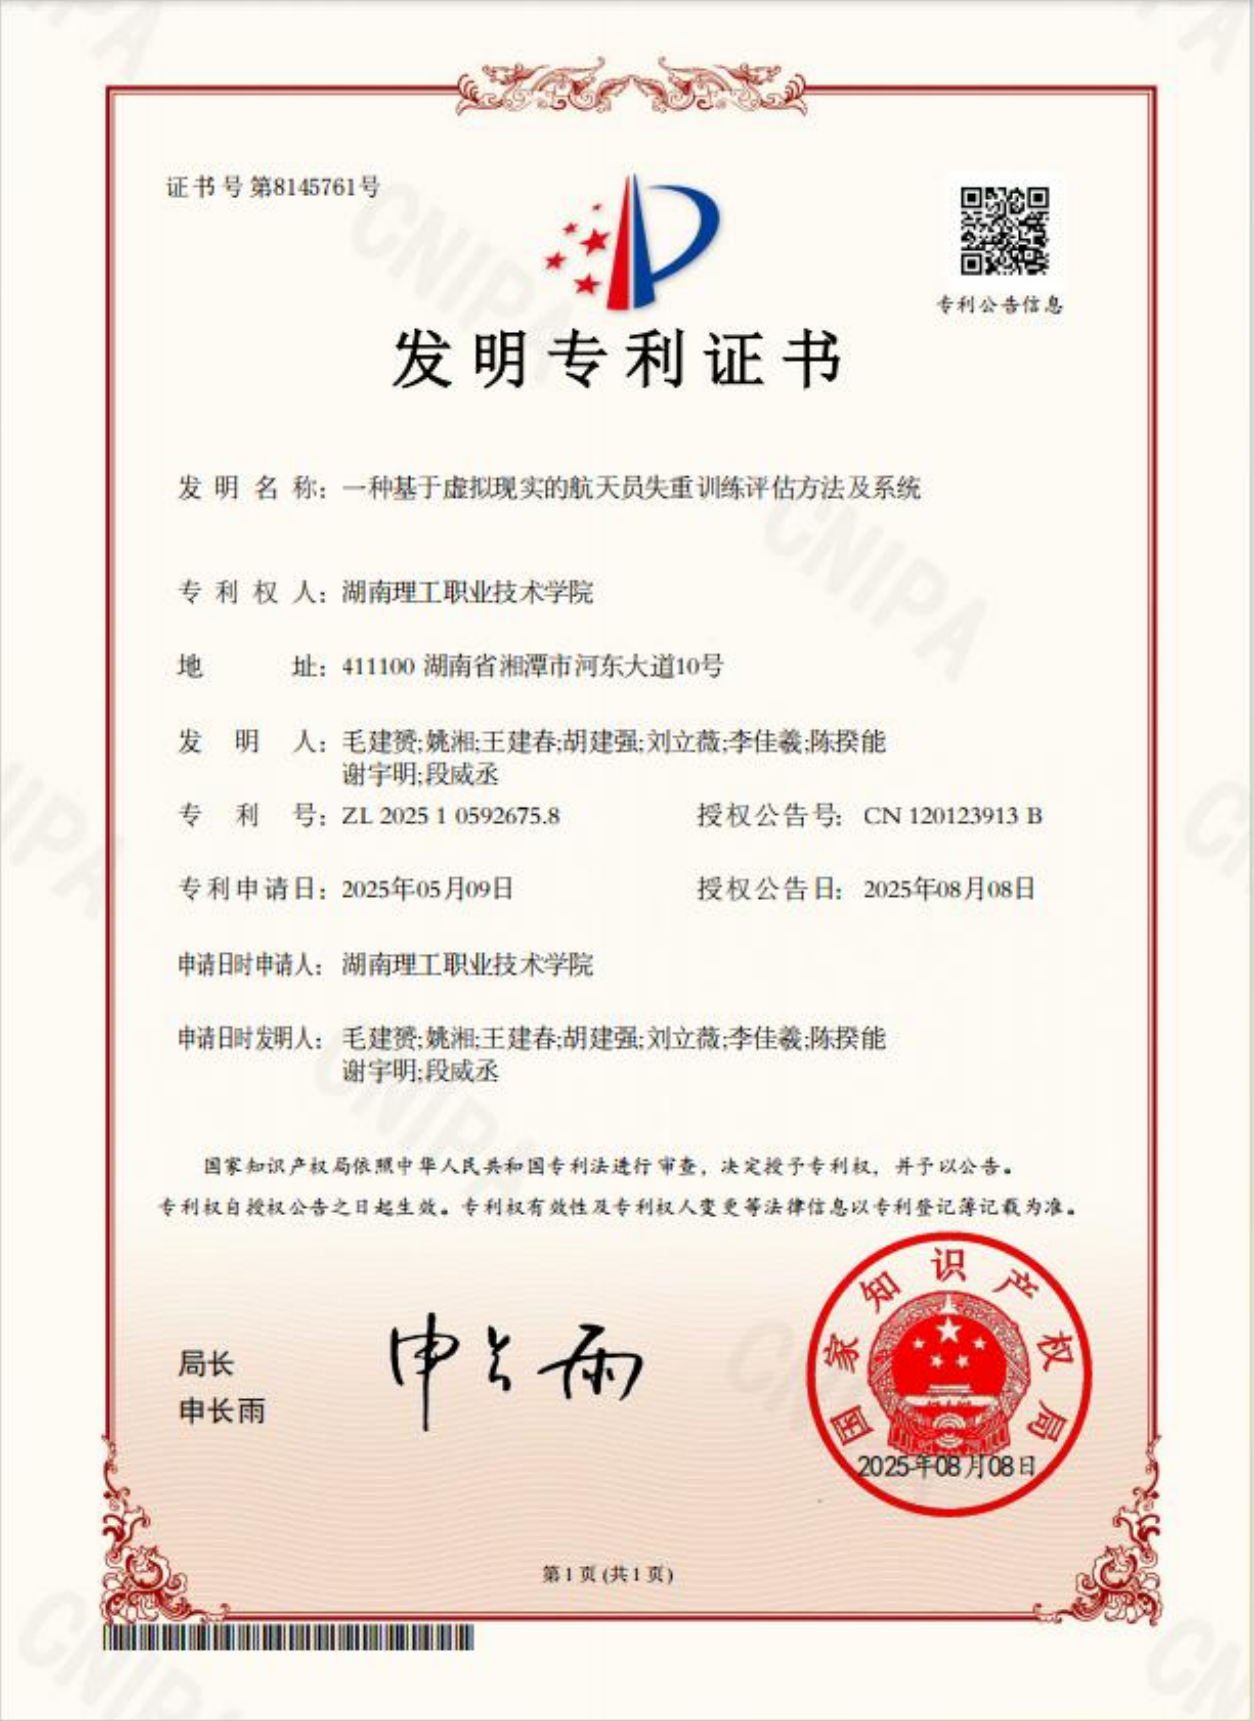 证书号第8145761号
专利公告信息
发明专利证书
发明名称：一种基于虚拟现实的航天员失重训练评估方法及系统
专利权人：湖南理工职业技术学院
地址：411100 湖南省湘潭市河东大道10号
发明人：毛建赟;姚湘;王建春;胡建强;刘立薇;李佳羲;陈揆能
谢宇明;段威丞
专利号：ZL 2025 1 0592675.8 授权公告号：CN 120123913 B
专利申请日：2025年05月09日 授权公告日：2025年08月08日
申请日时申请人：湖南理工职业技术学院
申请日时发明人：毛建赟;姚湘;王建春;胡建强;刘立薇;李佳羲;陈揆能
谢宇明;段威丞
国家知识产权局依照中华人民共和国专利法进行审查，决定授予专利权，并予以公告。
专利权自授权公告之日起生效。专利权有效性及专利权人变更等法律信息以专利登记簿记载为准。
局长
申长雨
申长雨
国家知识产权局
2025年08月08日
第1页(共1页)
CNIPA